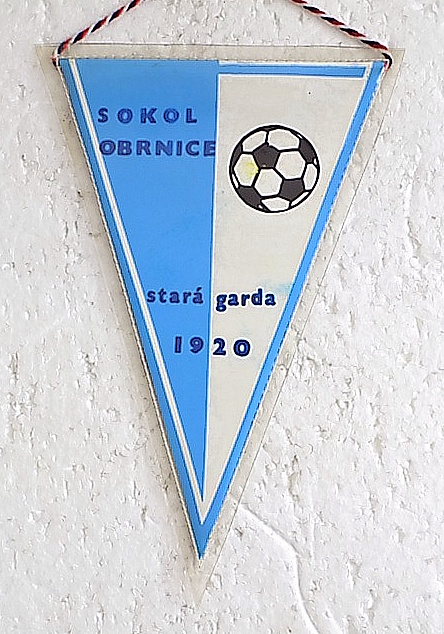 SOKOL
OBRNICE
stará garda
1920